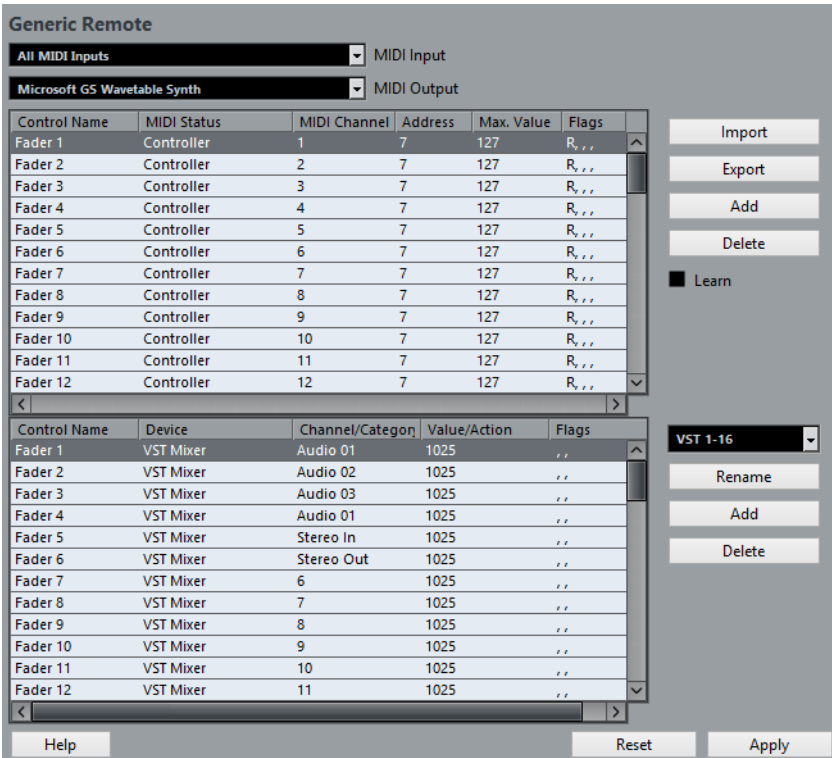 Generic Remote
All MIDI Inputs MIDI Input
Microsoft GS Wavetable Synth MIDI Output
Control Name MIDI Status MIDI Channel Address Max. Value Flags
Fader 1 Controller 1 7 127 R, , ,
Fader 2 Controller 2 7 127 R, , ,
Fader 3 Controller 3 7 127 R, , ,
Fader 4 Controller 4 7 127 R, , ,
Fader 5 Controller 5 7 127 R, , ,
Fader 6 Controller 6 7 127 R, , ,
Fader 7 Controller 7 7 127 R, , ,
Fader 8 Controller 8 7 127 R, , ,
Fader 9 Controller 9 7 127 R, , ,
Fader 10 Controller 10 7 127 R, , ,
Fader 11 Controller 11 7 127 R, , ,
Fader 12 Controller 12 7 127 R, , ,
Import
Export
Add
Delete
Learn
Control Name Device Channel/Categor Value/Action Flags
Fader 1 VST Mixer Audio 01 1025 , ,
Fader 2 VST Mixer Audio 02 1025 , ,
Fader 3 VST Mixer Audio 03 1025 , ,
Fader 4 VST Mixer Audio 01 1025 , ,
Fader 5 VST Mixer Stereo In 1025 , ,
Fader 6 VST Mixer Stereo Out 1025 , ,
Fader 7 VST Mixer 6 1025 , ,
Fader 8 VST Mixer 7 1025 , ,
Fader 9 VST Mixer 8 1025 , ,
Fader 10 VST Mixer 9 1025 , ,
Fader 11 VST Mixer 10 1025 , ,
Fader 12 VST Mixer 11 1025 , ,
VST 1-16
Rename
Add
Delete
Help Reset Apply